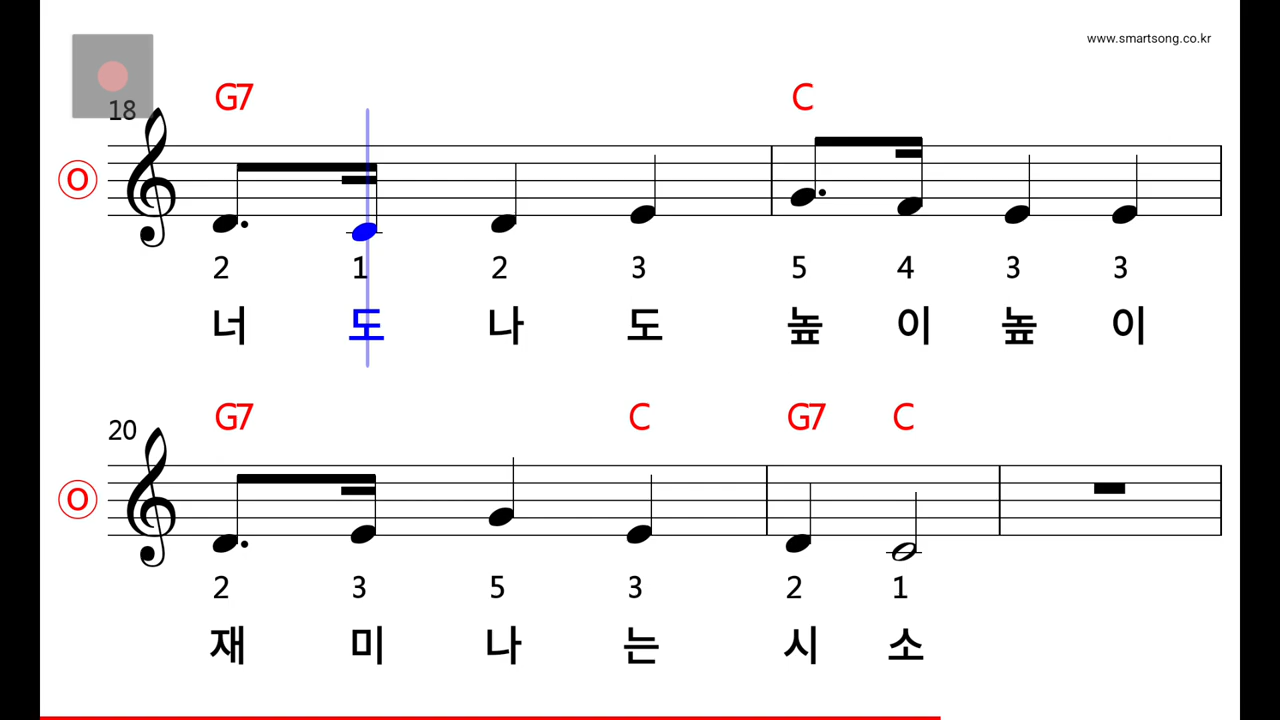 www.smartsong.co.kr
18 G7 C
O
2 1 2 3 5 4 3 3
너 도 나 도 높 이 높 이
20 G7 C G7 C
O
2 3 5 3 2 1
재 미 나 는 시 소